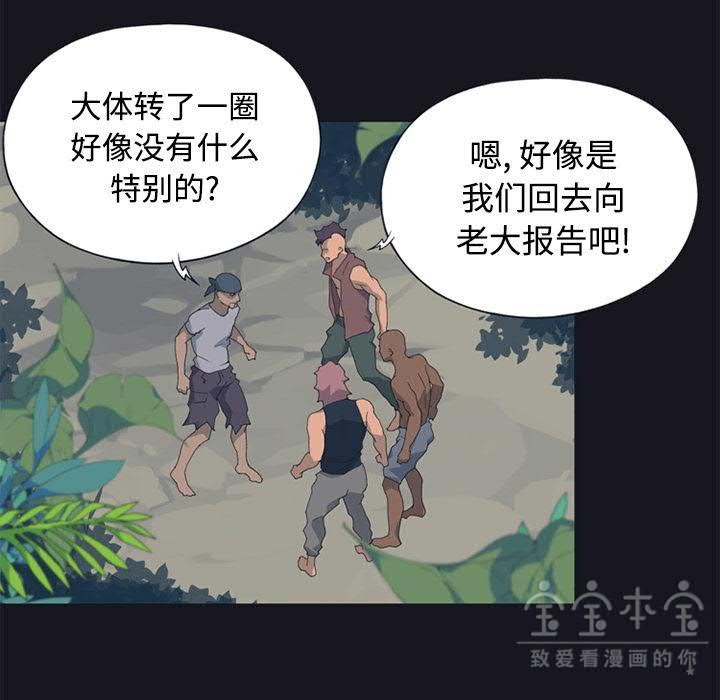 大体转了一圈
好像没有什么
特别的?
嗯, 好像是
我们回去向
老大报告吧!
宝宝本宝
致爱看漫画的你